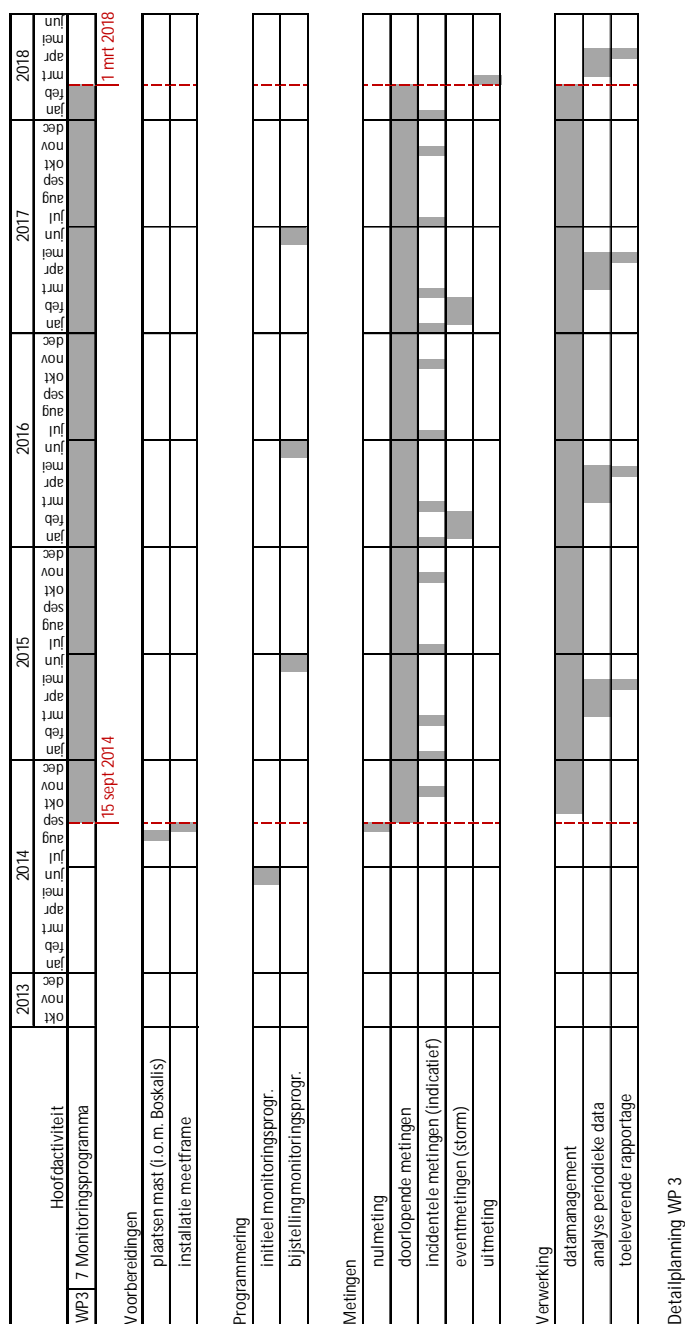 Hoofdactiviteit
2013 2014 2015 2016 2017 2018
okt nov dec jan feb mrt apr mei jun jul aug sep okt nov dec jan feb mrt apr mei jun jul aug sep okt nov dec jan feb mrt apr mei jun jul aug sep okt nov dec jan feb mrt apr mei jun jul aug sep okt nov dec jan feb mrt apr mei jun
WP3 7 Monitoringsprogramma
15 sept 2014 1 mrt 2018
Voorbereidingen
plaatsen mast (i.o.m. Boskalis)
installatie meetframe
Programmering
initieel monitoringsprogr.
bijstelling monitoringsprogr.
Metingen
nulmeting
doorlopende metingen
incidentele metingen (indicatief)
eventmetingen (storm)
uitmeting
Verwerking
datamanagement
analyse periodieke data
toeleverende rapportage
Detailplanning WP 3